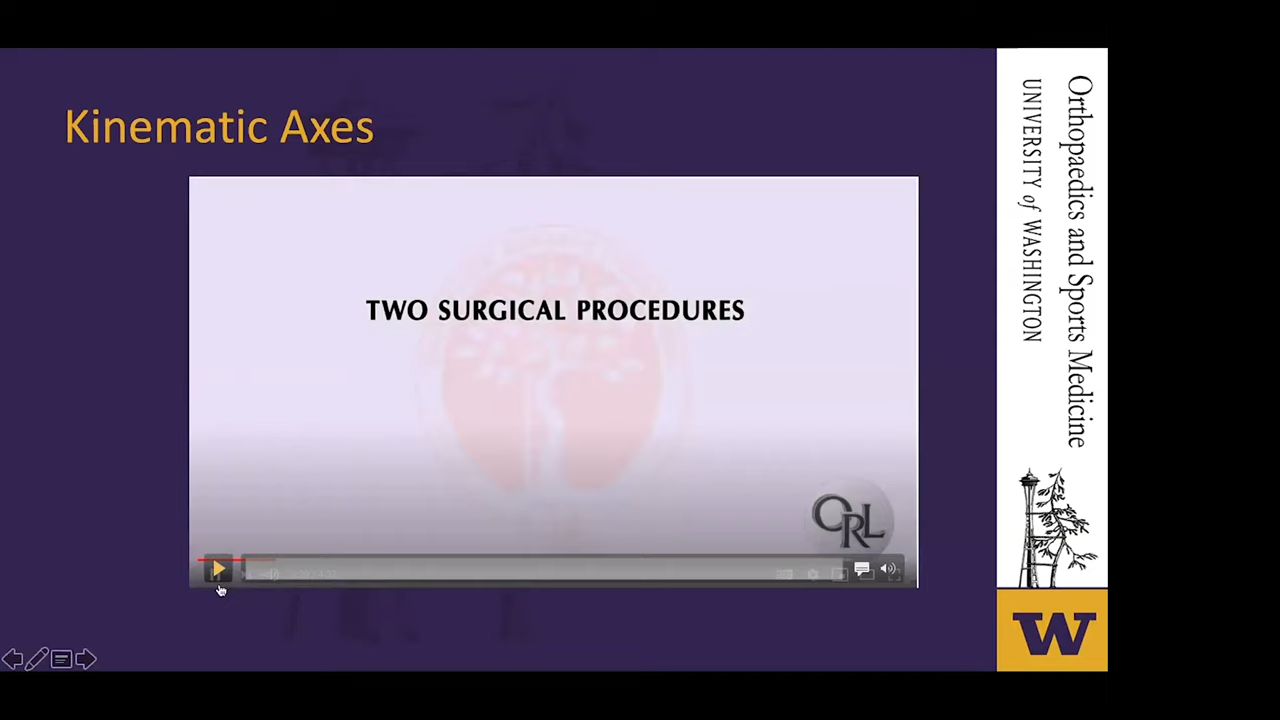 Kinematic Axes
TWO SURGICAL PROCEDURES
ORL
Orthopaedics and Sports Medicine
UNIVERSITY of WASHINGTON
W